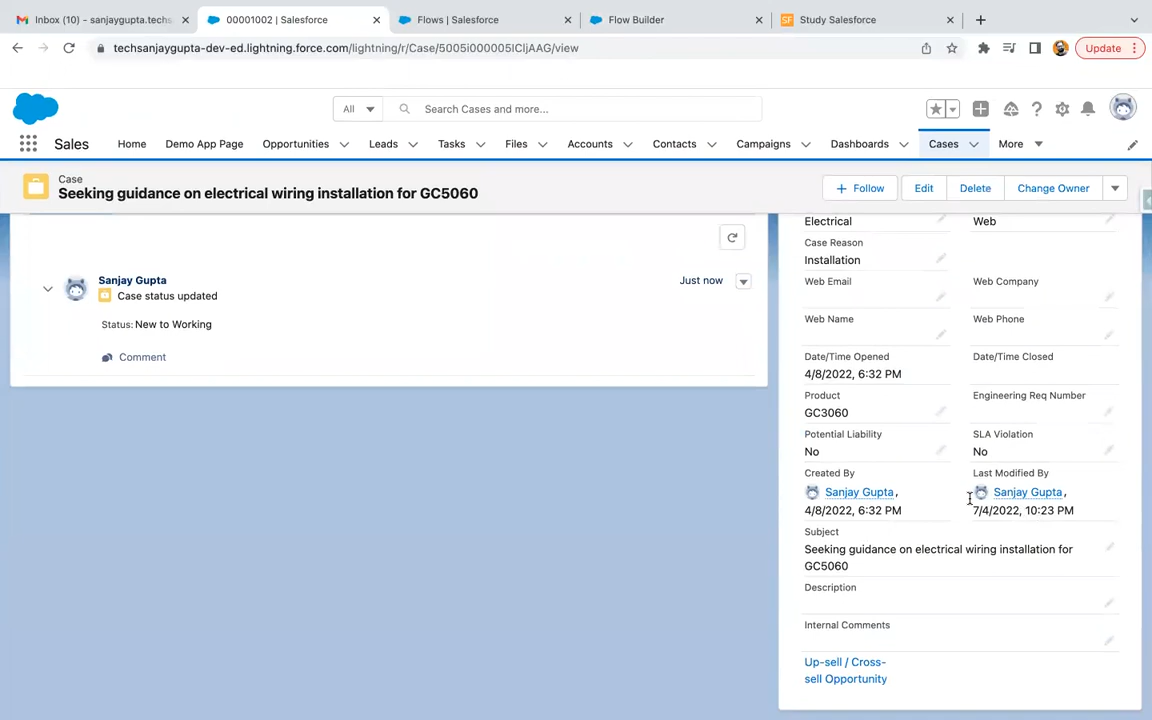 Inbox (10) - sanjaygupta.techs
00001002 | Salesforce
Flows | Salesforce
Flow Builder
SF Study Salesforce
techsanjaygupta-dev-ed.lightning.force.com/lightning/r/Case/5005i000005ICljAAG/view
Update
All
Search Cases and more...
Sales
Home
Demo App Page
Opportunities
Leads
Tasks
Files
Accounts
Contacts
Campaigns
Dashboards
Cases
More
Case
Seeking guidance on electrical wiring installation for GC5060
Follow
Edit
Delete
Change Owner
Sanjay Gupta
Just now
Case status updated
Status: New to Working
Comment
Electrical
Web
Case Reason
Installation
Web Email
Web Company
Web Name
Web Phone
Date/Time Opened
4/8/2022, 6:32 PM
Date/Time Closed
Product
GC3060
Engineering Req Number
Potential Liability
No
SLA Violation
No
Created By
Sanjay Gupta,
4/8/2022, 6:32 PM
Last Modified By
Sanjay Gupta,
7/4/2022, 10:23 PM
Subject
Seeking guidance on electrical wiring installation for
GC5060
Description
Internal Comments
Up-sell / Cross-
sell Opportunity